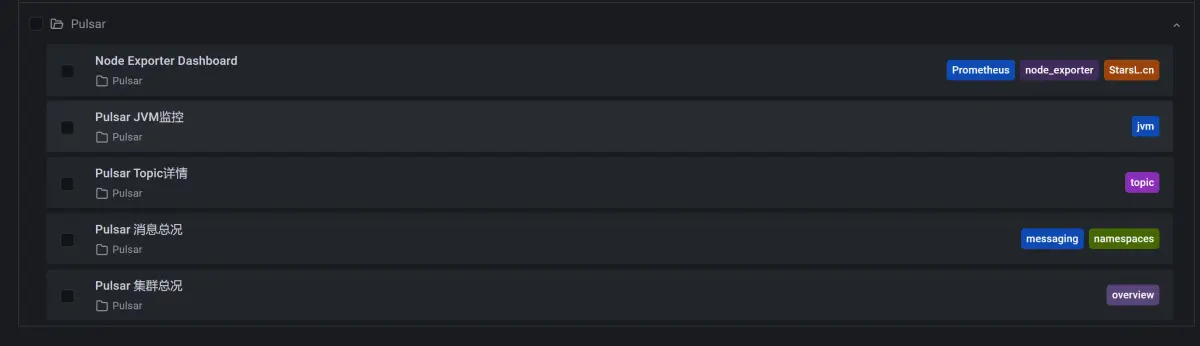 Pulsar
Node Exporter Dashboard
Pulsar
Prometheus node_exporter StarsL.cn
Pulsar JVM监控
Pulsar
jvm
Pulsar Topic详情
Pulsar
topic
Pulsar 消息总况
Pulsar
messaging namespaces
Pulsar 集群总况
Pulsar
overview